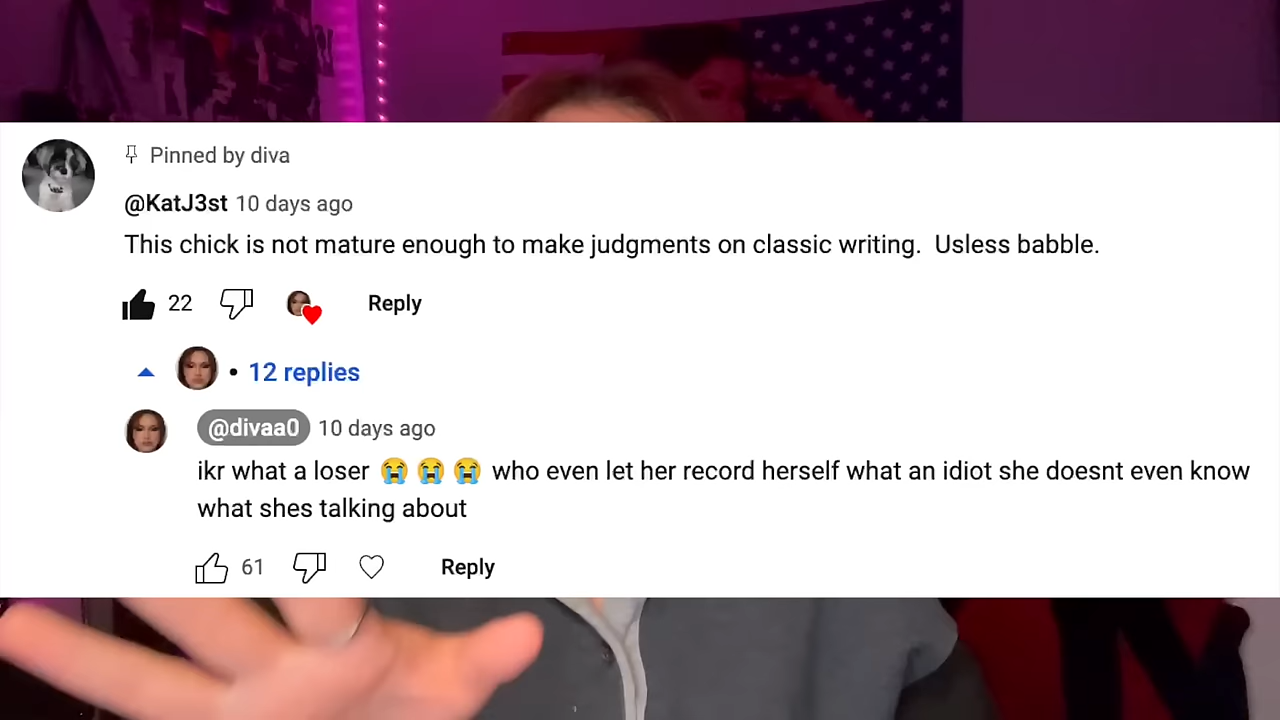 Pinned by diva
@KatJ3st 10 days ago
This chick is not mature enough to make judgments on classic writing.  Usless babble.
22 Reply
• 12 replies
@divaa0 10 days ago
ikr what a loser 😭😭😭 who even let her record herself what an idiot she doesnt even know
what shes talking about
61 Reply